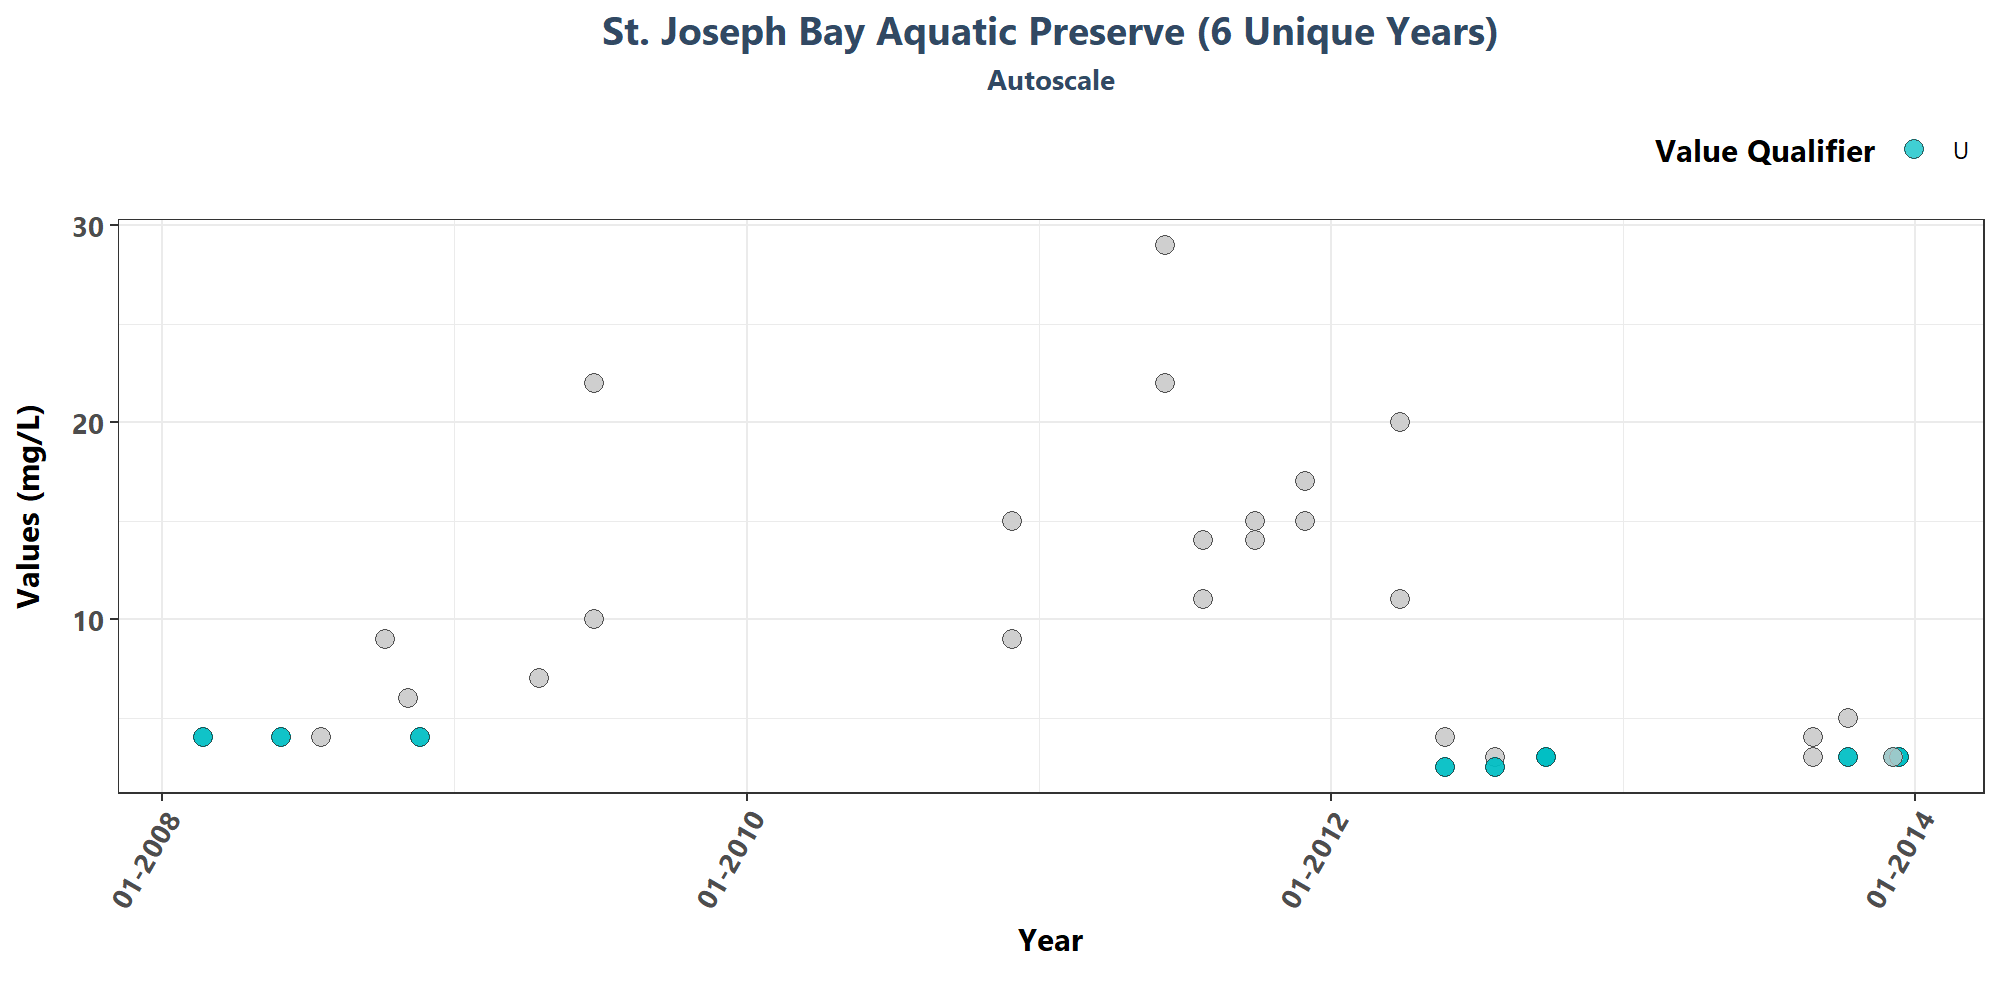 St. Joseph Bay Aquatic Preserve (6 Unique Years)
Autoscale
Value Qualifier U
30
20
10
Values (mg/L)
01-2008
01-2010
01-2012
01-2014
Year